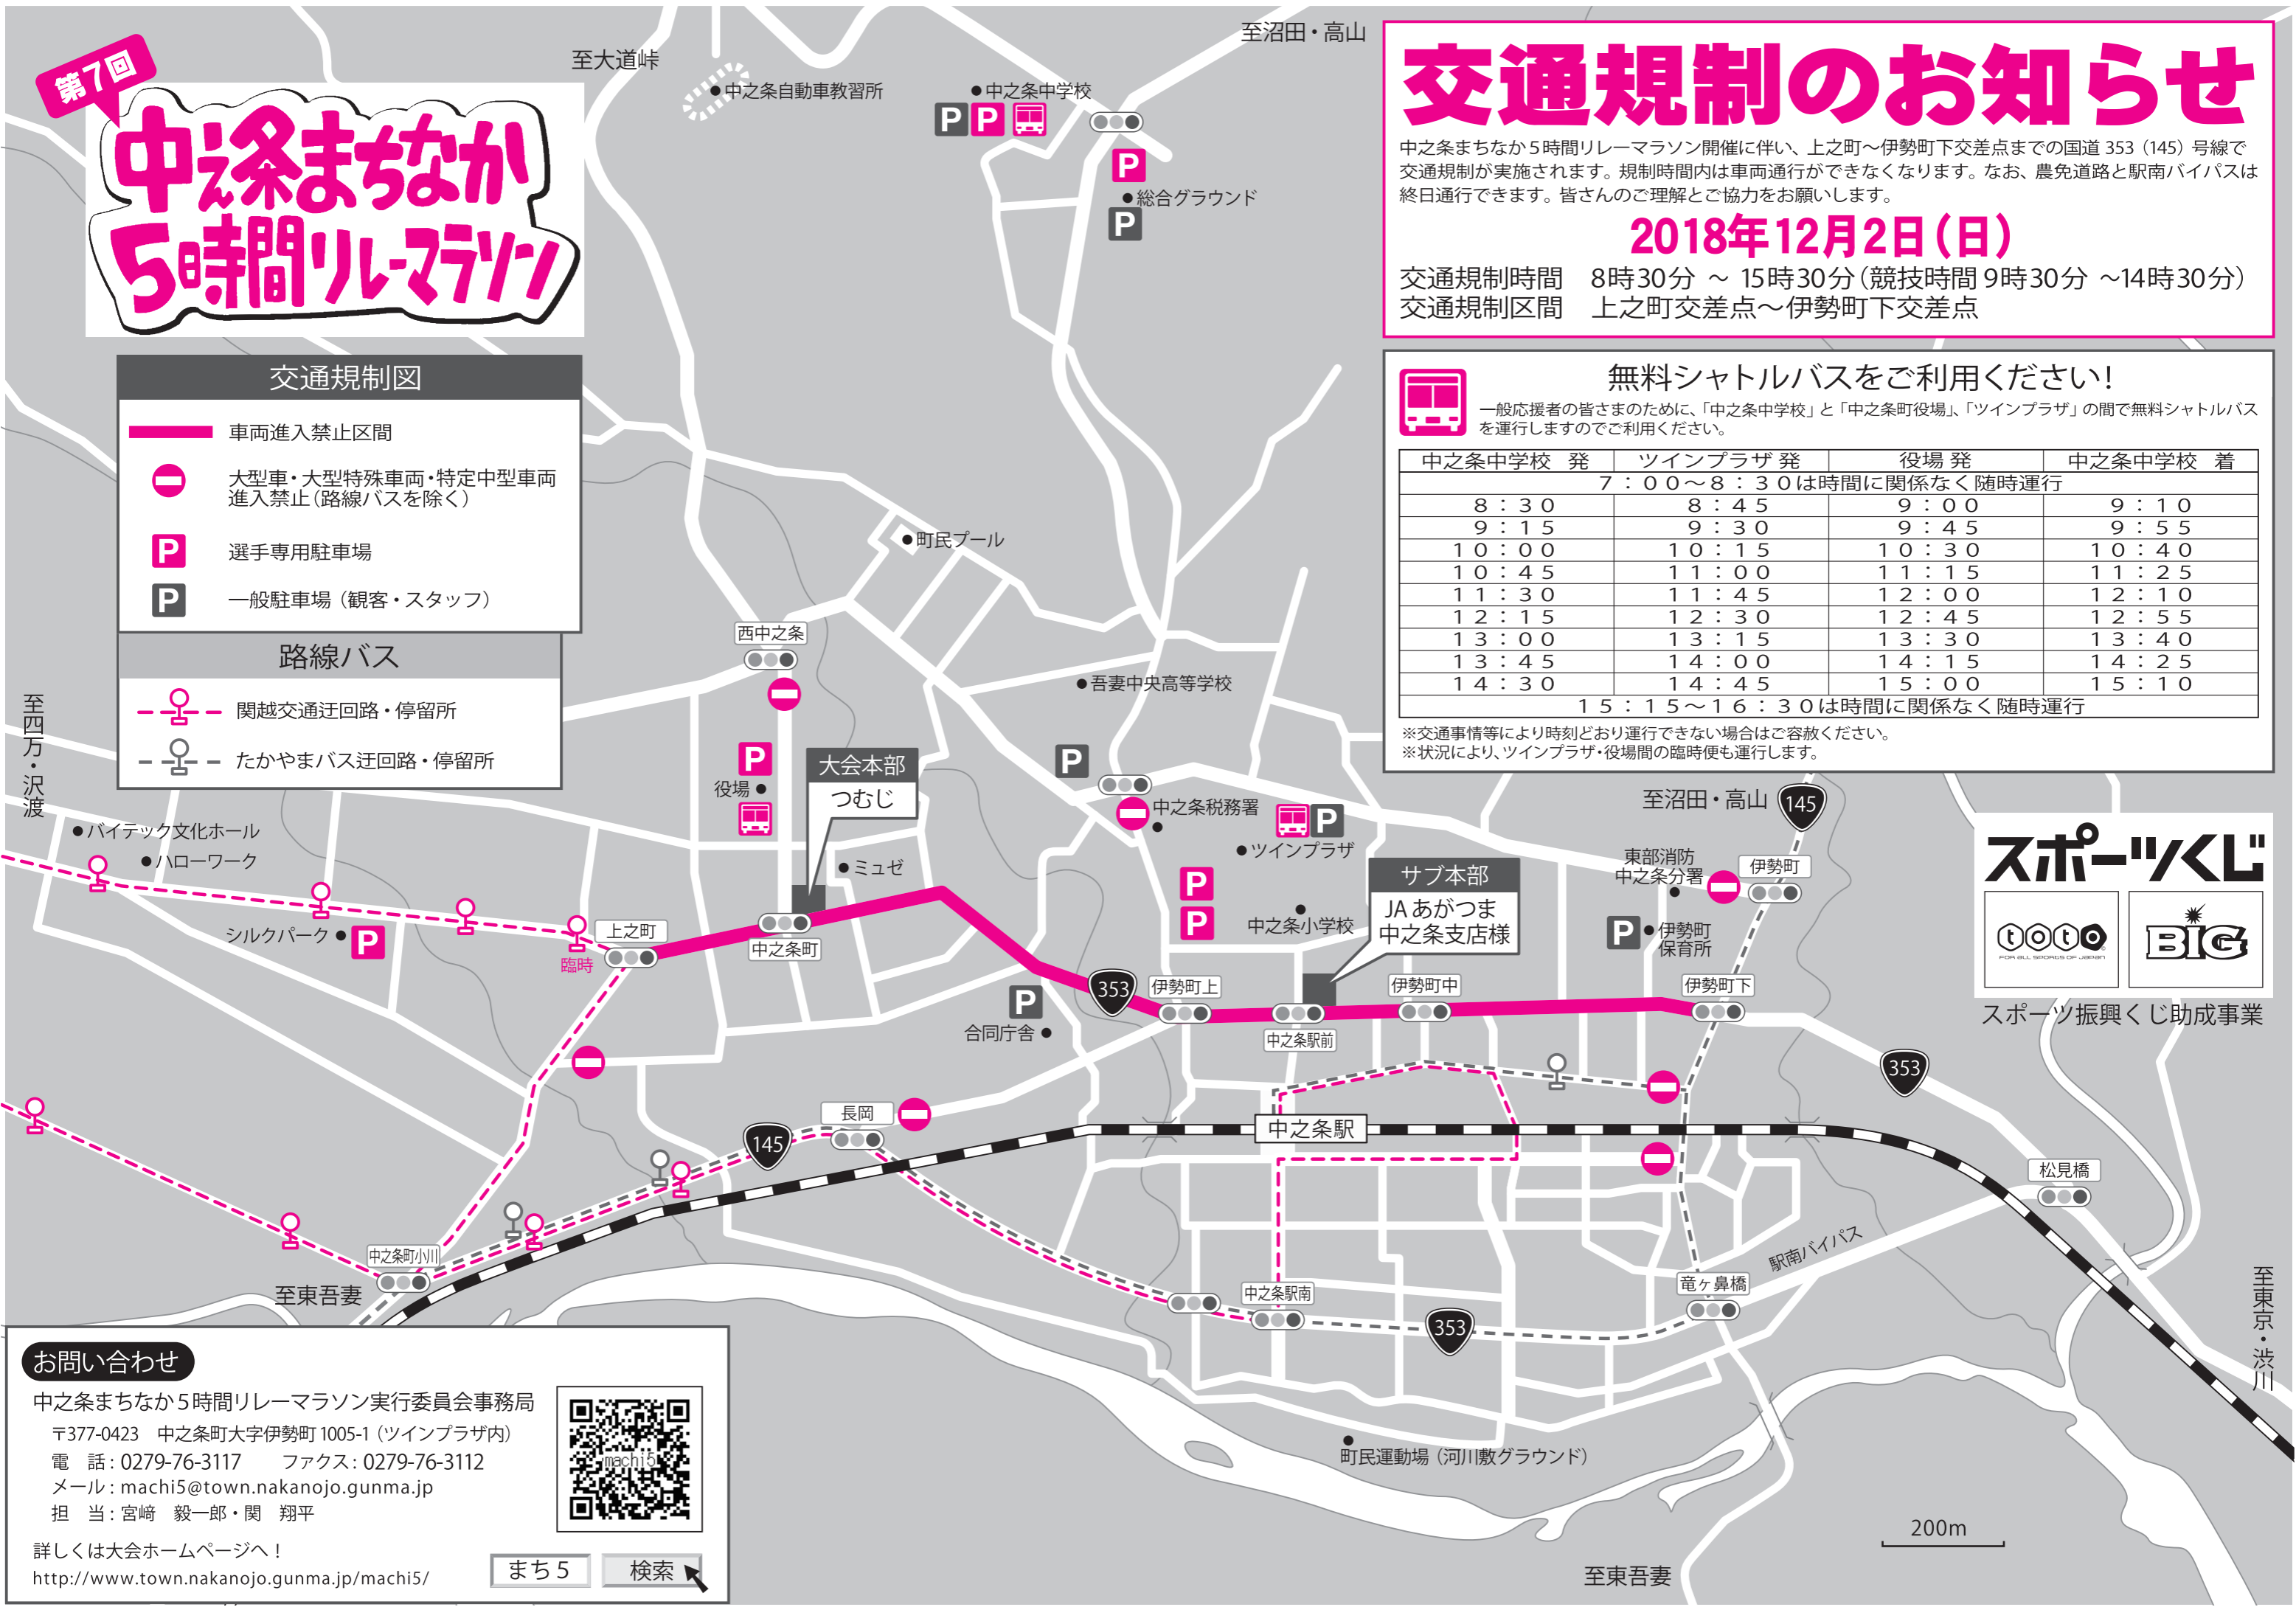 第7回
中之条まちなか
5時間リレーマラソン
交通規制のお知らせ
中之条まちなか５時間リレーマラソン開催に伴い、上之町～伊勢町下交差点までの国道 353（145）号線で
交通規制が実施されます。規制時間内は車両通行ができなくなります。なお、農免道路と駅南バイパスは
終日通行できます。皆さんのご理解とご協力をお願いします。
2018年12月2日(日)
交通規制時間　8時30分 ～ 15時30分(競技時間 9時30分 ～14時30分)
交通規制区間　上之町交差点～伊勢町下交差点
無料シャトルバスをご利用ください！
一般応援者の皆さまのために、「中之条中学校」と「中之条町役場」、「ツインプラザ」の間で無料シャトルバス
を運行しますのでご利用ください。
中之条中学校　発　ツインプラザ 発　役場 発　中之条中学校　着
７：００～８：３０は時間に関係なく随時運行
８：３０　８：４５　９：００　９：１０
９：１５　９：３０　９：４５　９：５５
１０：００　１０：１５　１０：３０　１０：４０
１０：４５　１１：００　１１：１５　１１：２５
１１：３０　１１：４５　１２：００　１２：１０
１２：１５　１２：３０　１２：４５　１２：５５
１３：００　１３：１５　１３：３０　１３：４０
１３：４５　１４：００　１４：１５　１４：２５
１４：３０　１４：４５　１５：００　１５：１０
１５：１５～１６：３０は時間に関係なく随時運行
※交通事情等により時刻どおり運行できない場合はご容赦ください。
※状況により、ツインプラザ・役場間の臨時便も運行します。
交通規制図
車両進入禁止区間
大型車・大型特殊車両・特定中型車両
進入禁止（路線バスを除く）
P 選手専用駐車場
P 一般駐車場（観客・スタッフ）
路線バス
関越交通迂回路・停留所
たかやまバス迂回路・停留所
至大道峠
至沼田・高山
中之条自動車教習所
中之条中学校
P P
P
総合グラウンド
P
町民プール
西中之条
吾妻中央高等学校
至四万・沢渡
P
役場
大会本部
つむじ
P
中之条税務署
P
ツインプラザ
至沼田・高山
145
バイテック文化ホール
ハローワーク
ミュゼ
P
P
中之条小学校
サブ本部
JA あがつま
中之条支店様
東部消防
中之条分署
伊勢町
P
伊勢町
保育所
スポーツくじ
toto
FOR ALL SPORTS OF JAPAN
BIG
スポーツ振興くじ助成事業
シルクパーク
P
臨時
上之町
中之条町
353
伊勢町上
伊勢町中
伊勢町下
P
合同庁舎
中之条駅前
353
長岡
145
中之条駅
松見橋
中之条町小川
至東吾妻
中之条駅南
353
竜ヶ鼻橋
駅南バイパス
至東京・渋川
町民運動場（河川敷グラウンド）
至東吾妻
200m
お問い合わせ
中之条まちなか５時間リレーマラソン実行委員会事務局
〒377-0423　中之条町大字伊勢町 1005-1（ツインプラザ内）
電　話 : 0279-76-3117　ファクス : 0279-76-3112
メール : machi5@town.nakanojo.gunma.jp
担　当 : 宮﨑　毅一郎・関　翔平
machi5
詳しくは大会ホームページへ！
http://www.town.nakanojo.gunma.jp/machi5/
まち５
検索